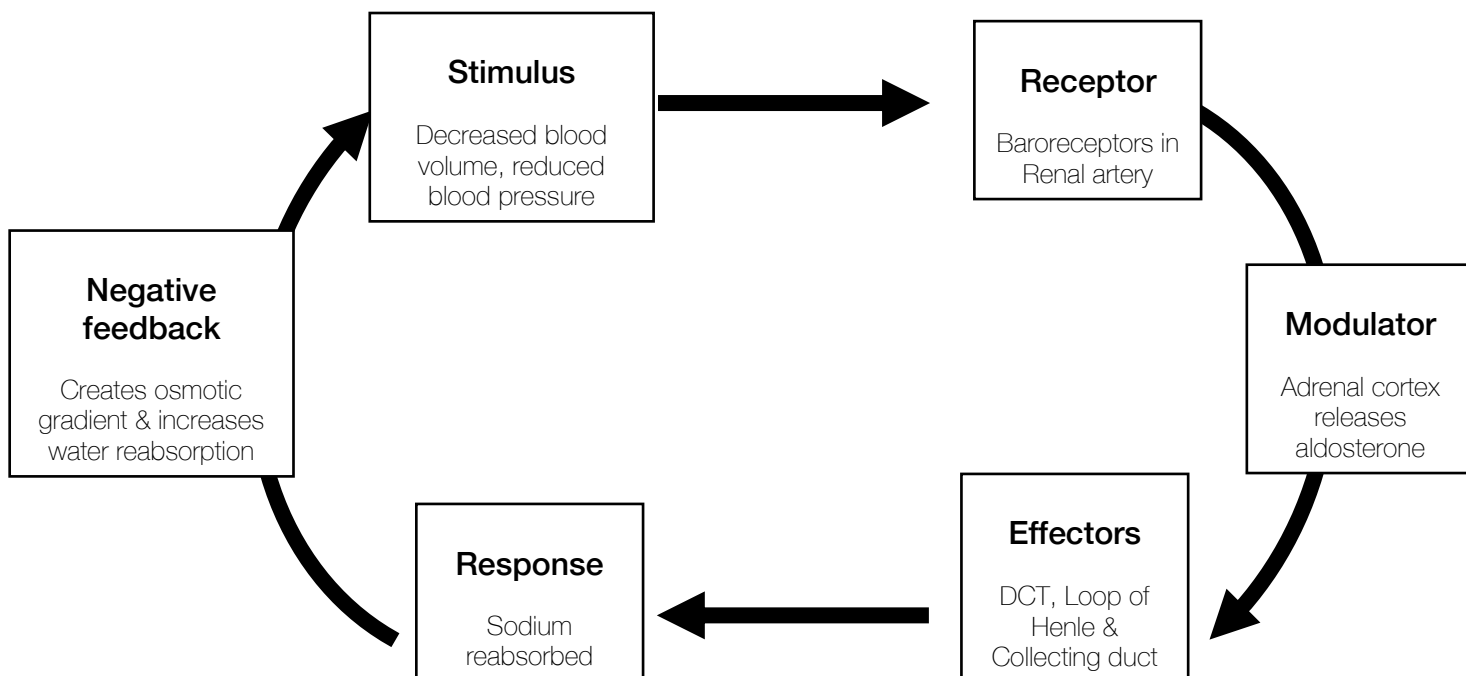 Stimulus
Decreased blood
volume, reduced
blood pressure
Receptor
Baroreceptors in
Renal artery
Modulator
Adrenal cortex
releases
aldosterone
Effectors
DCT, Loop of
Henle &
Collecting duct
Response
Sodium
reabsorbed
Negative
feedback
Creates osmotic
gradient & increases
water reabsorption